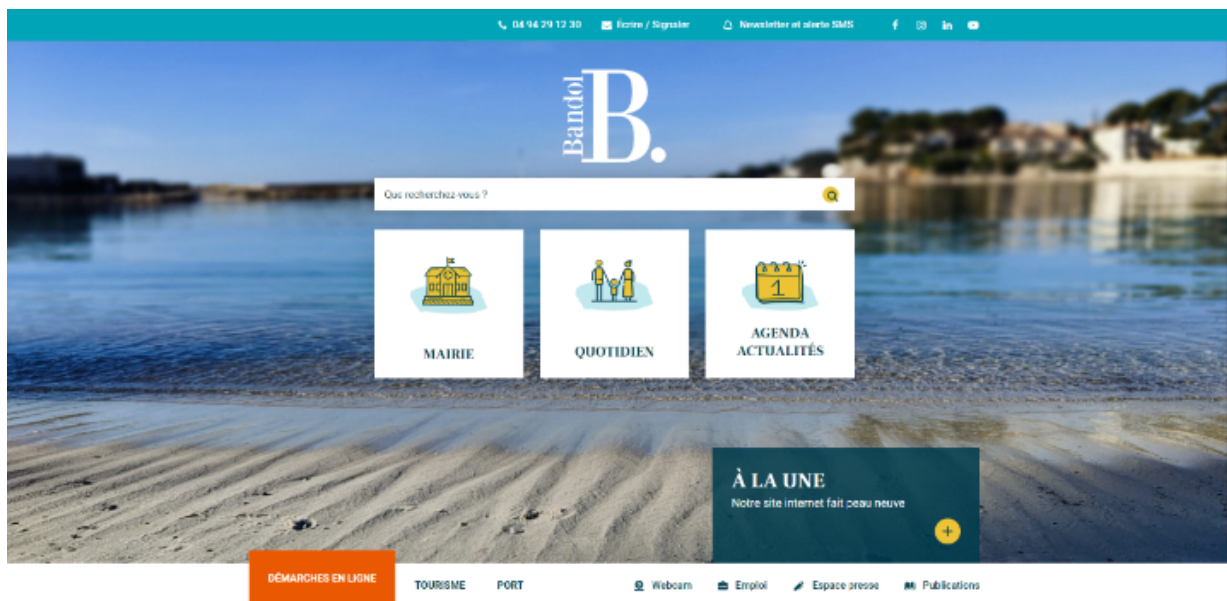 04 94 29 12 30
Écrire / Signaler
Newsletter et alerte SMS
Bandol
B.
Que recherchez-vous ?
MAIRIE
QUOTIDIEN
1
AGENDA
ACTUALITÉS
À LA UNE
Notre site internet fait peau neuve
DÉMARCHES EN LIGNE
TOURISME
PORT
Webcam
Emploi
Espace presse
Publications